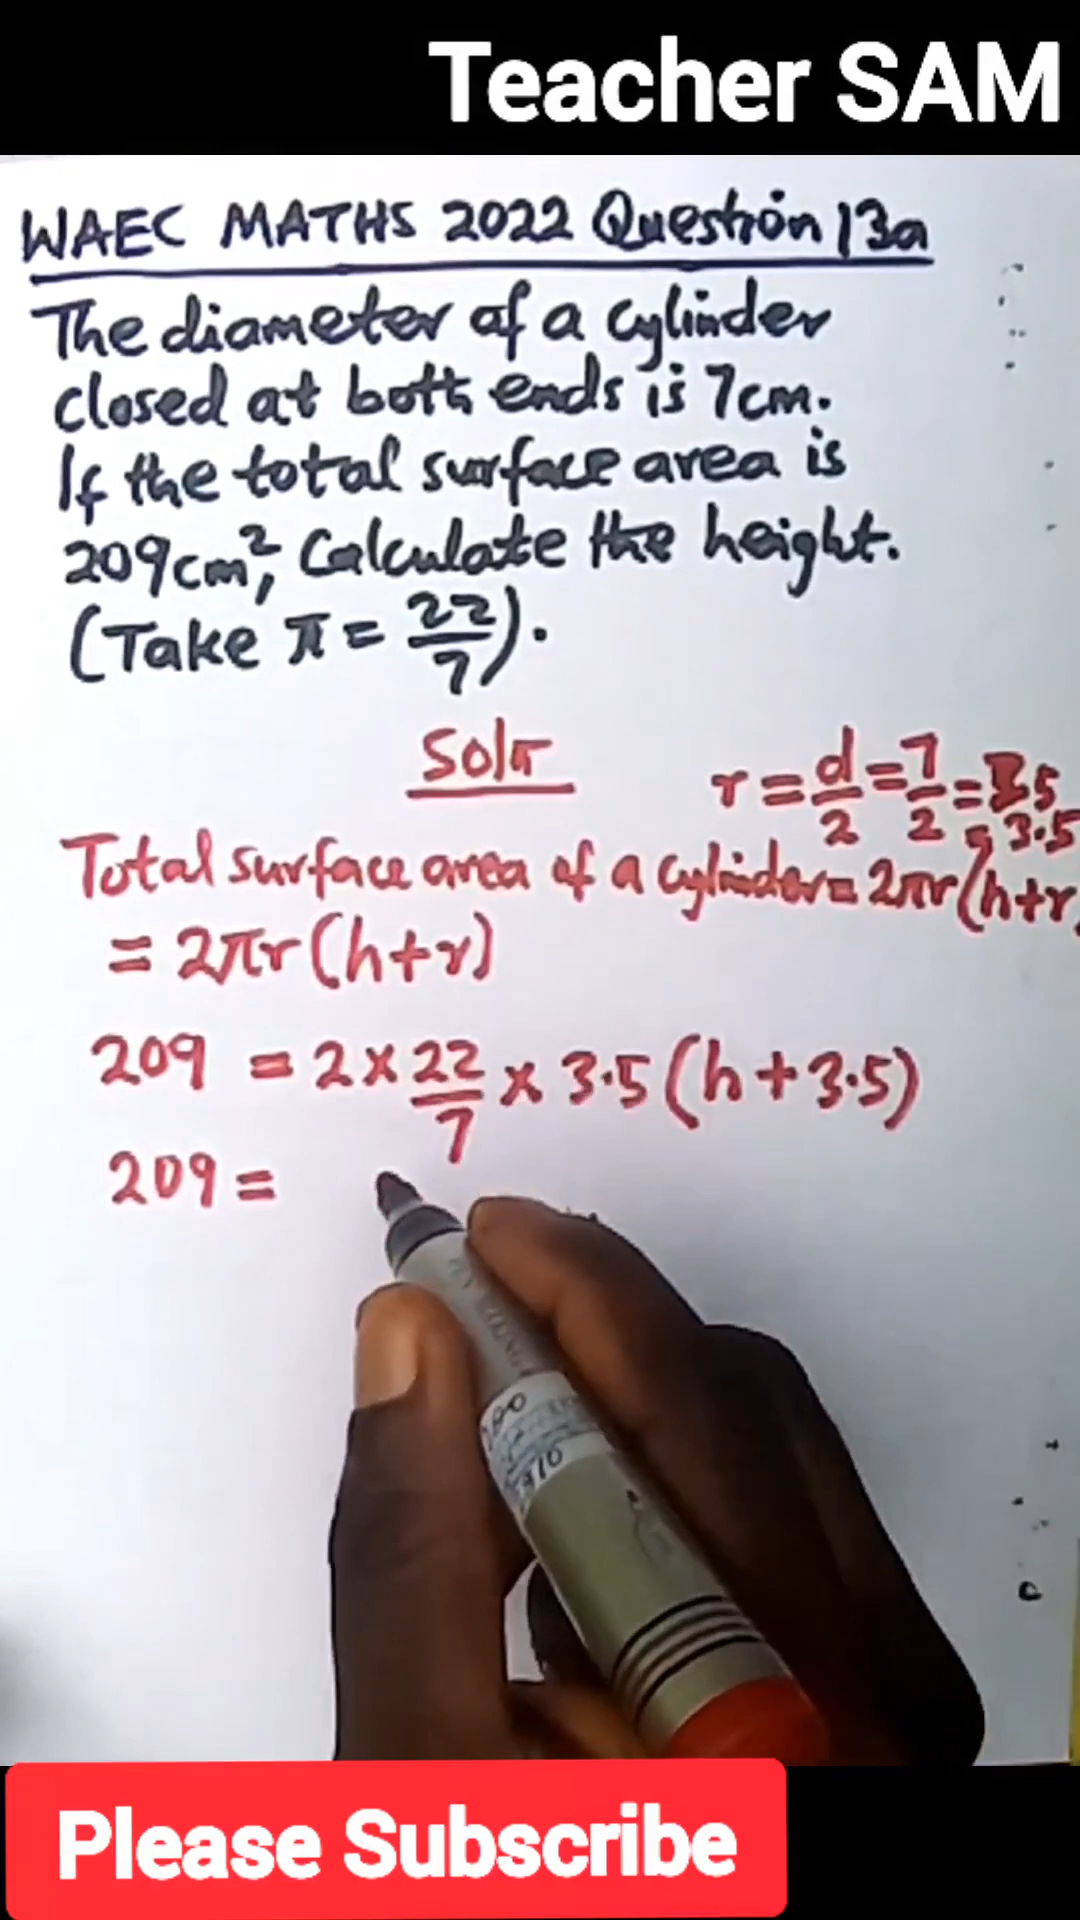 Teacher SAM
WAEC MATHS 2022 Question 13a
The diameter of a cylinder
closed at both ends is 7cm.
If the total surface area is
209cm², Calculate the height.
(Take π = 22/7).
Soln
r = d/2 = 7/2 = 3.5
Total surface area of a cylinder = 2πr(h+r)
= 2πr(h+r)
209 = 2 × 22/7 × 3.5 (h + 3.5)
209 =
Please Subscribe